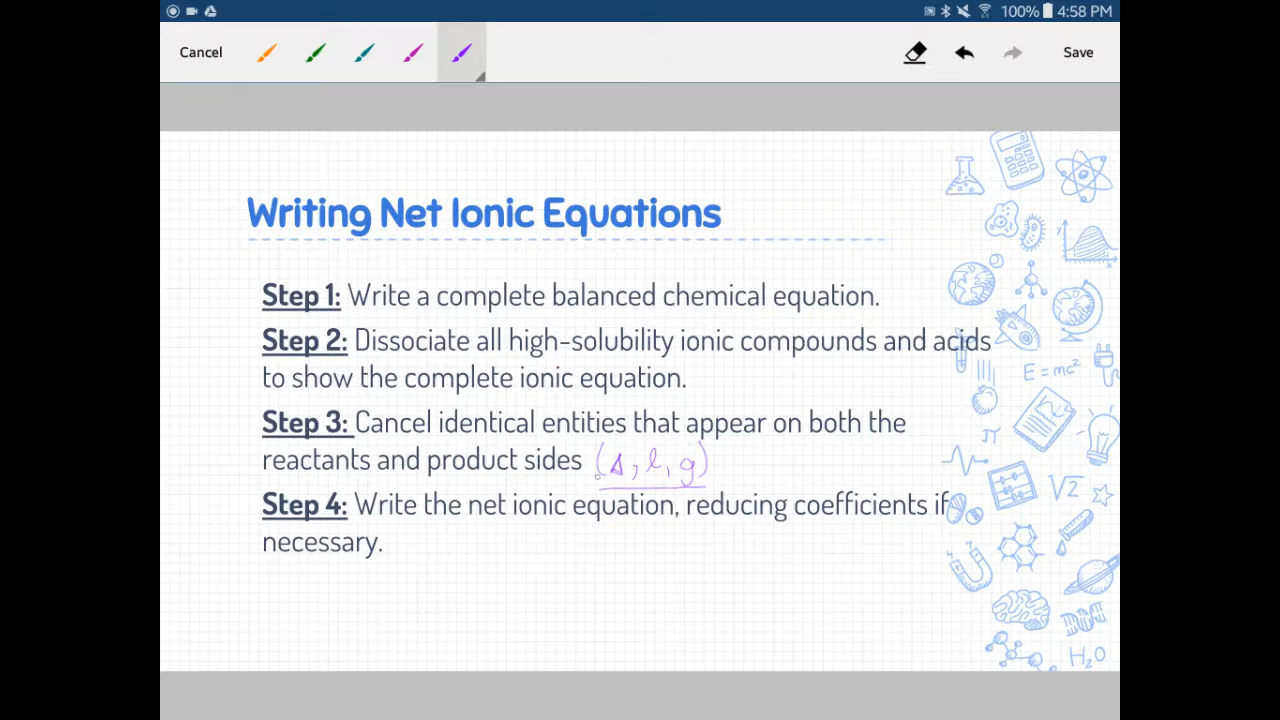 100% 4:58 PM
Cancel
Save
Writing Net Ionic Equations
Step 1: Write a complete balanced chemical equation.
Step 2: Dissociate all high-solubility ionic compounds and acids
to show the complete ionic equation.
Step 3: Cancel identical entities that appear on both the
reactants and product sides (s, l, g)
Step 4: Write the net ionic equation, reducing coefficients if
necessary.
y
x
E=mc²
π
√2
H₂O